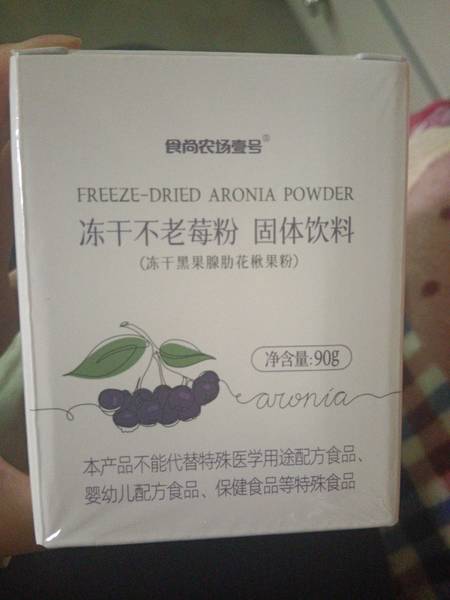 食尚农场壹号®
FREEZE-DRIED ARONIA POWDER
冻干不老莓粉 固体饮料
(冻干黑果腺肋花楸果粉)
净含量:90g
aronia
本产品不能代替特殊医学用途配方食品、
婴幼儿配方食品、保健食品等特殊食品